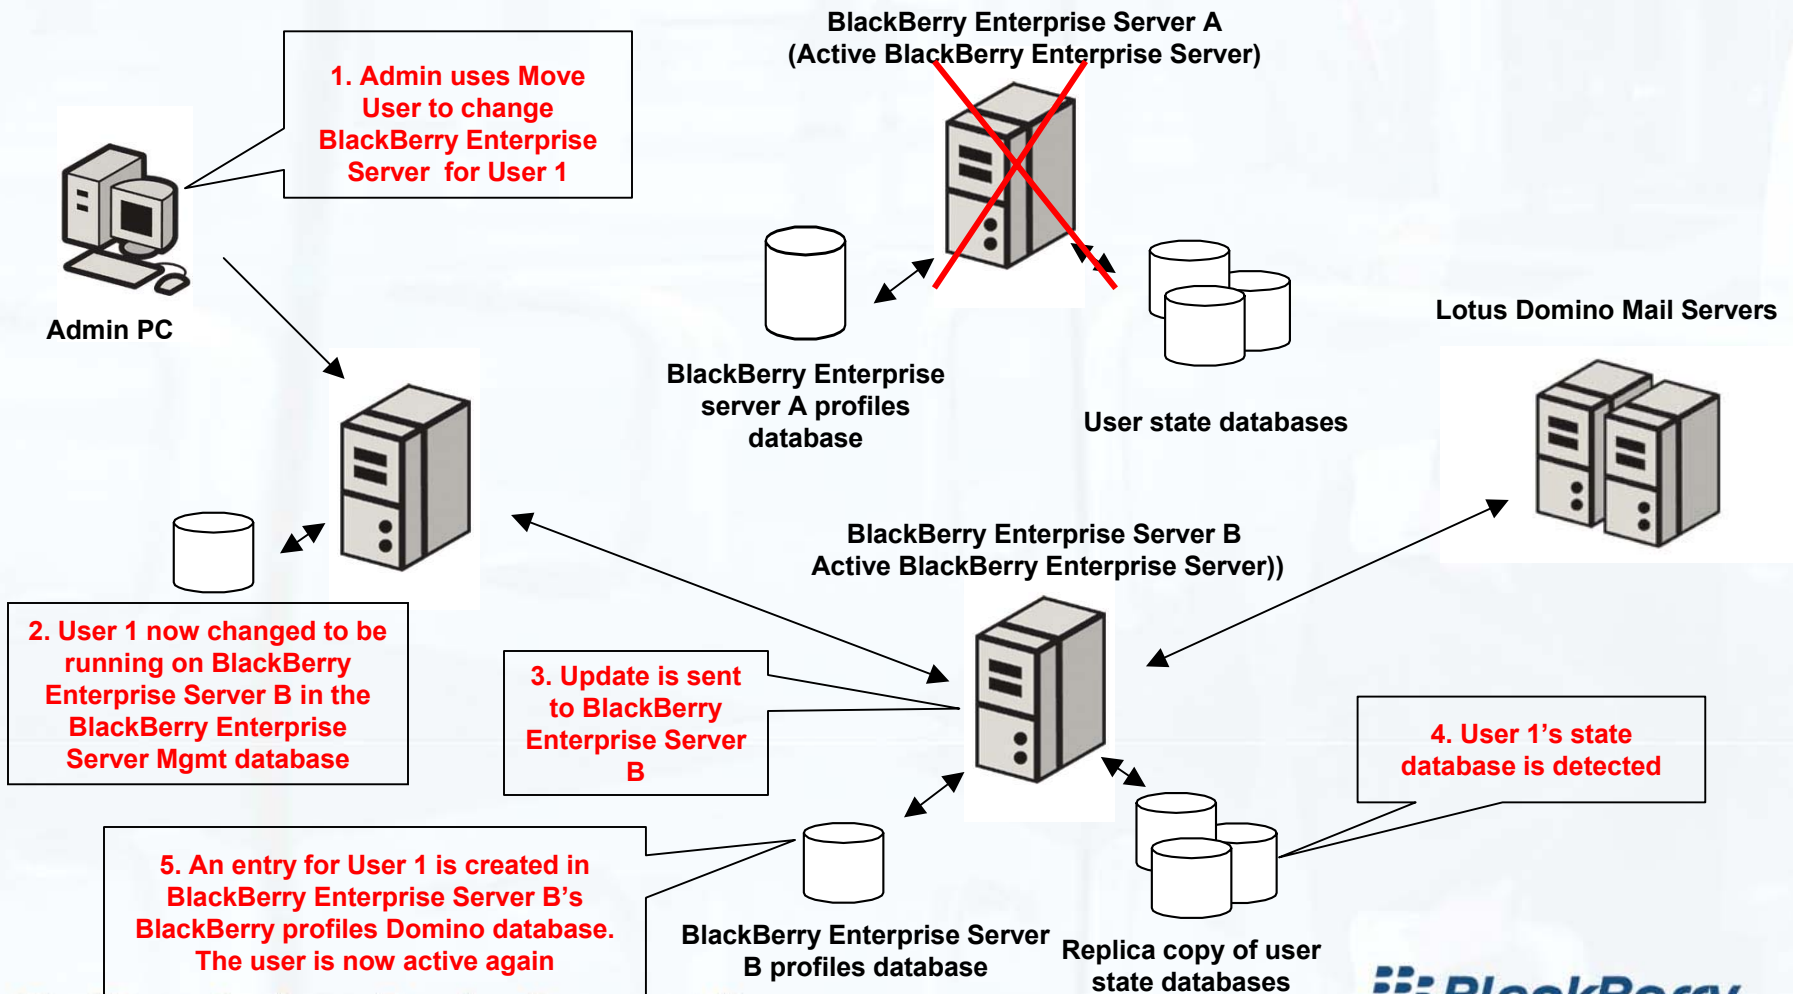 BlackBerry Enterprise Server A
(Active BlackBerry Enterprise Server)
1. Admin uses Move
User to change
BlackBerry Enterprise
Server for User 1
Admin PC
BlackBerry Enterprise
server A profiles
database
User state databases
Lotus Domino Mail Servers
BlackBerry Enterprise Server B
Active BlackBerry Enterprise Server))
2. User 1 now changed to be
running on BlackBerry
Enterprise Server B in the
BlackBerry Enterprise
Server Mgmt database
3. Update is sent
to BlackBerry
Enterprise Server
B
4. User 1’s state
database is detected
5. An entry for User 1 is created in
BlackBerry Enterprise Server B’s
BlackBerry profiles Domino database.
The user is now active again
BlackBerry Enterprise Server
B profiles database
Replica copy of user
state databases
BlackBerry